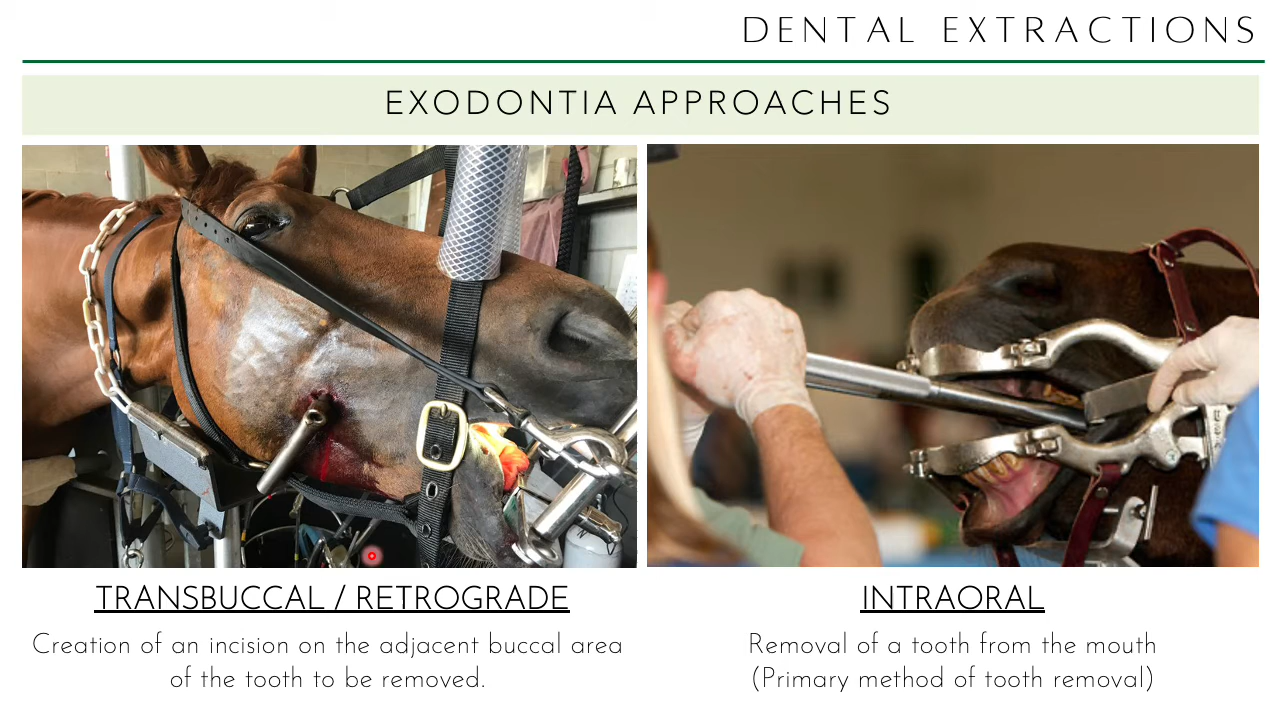 DENTAL EXTRACTIONS
EXODONTIA APPROACHES
TRANSBUCCAL / RETROGRADE
Creation of an incision on the adjacent buccal area
of the tooth to be removed.
INTRAORAL
Removal of a tooth from the mouth
(Primary method of tooth removal)